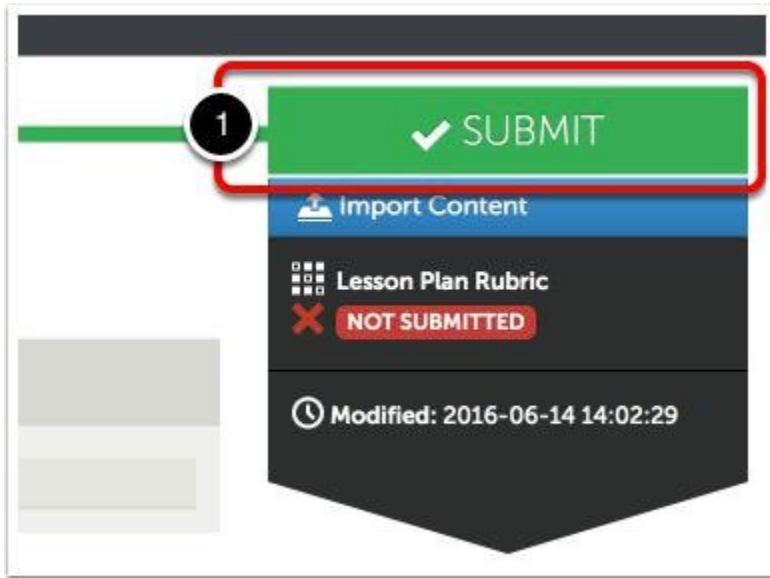 1
SUBMIT
Import Content
Lesson Plan Rubric
NOT SUBMITTED
Modified: 2016-06-14 14:02:29